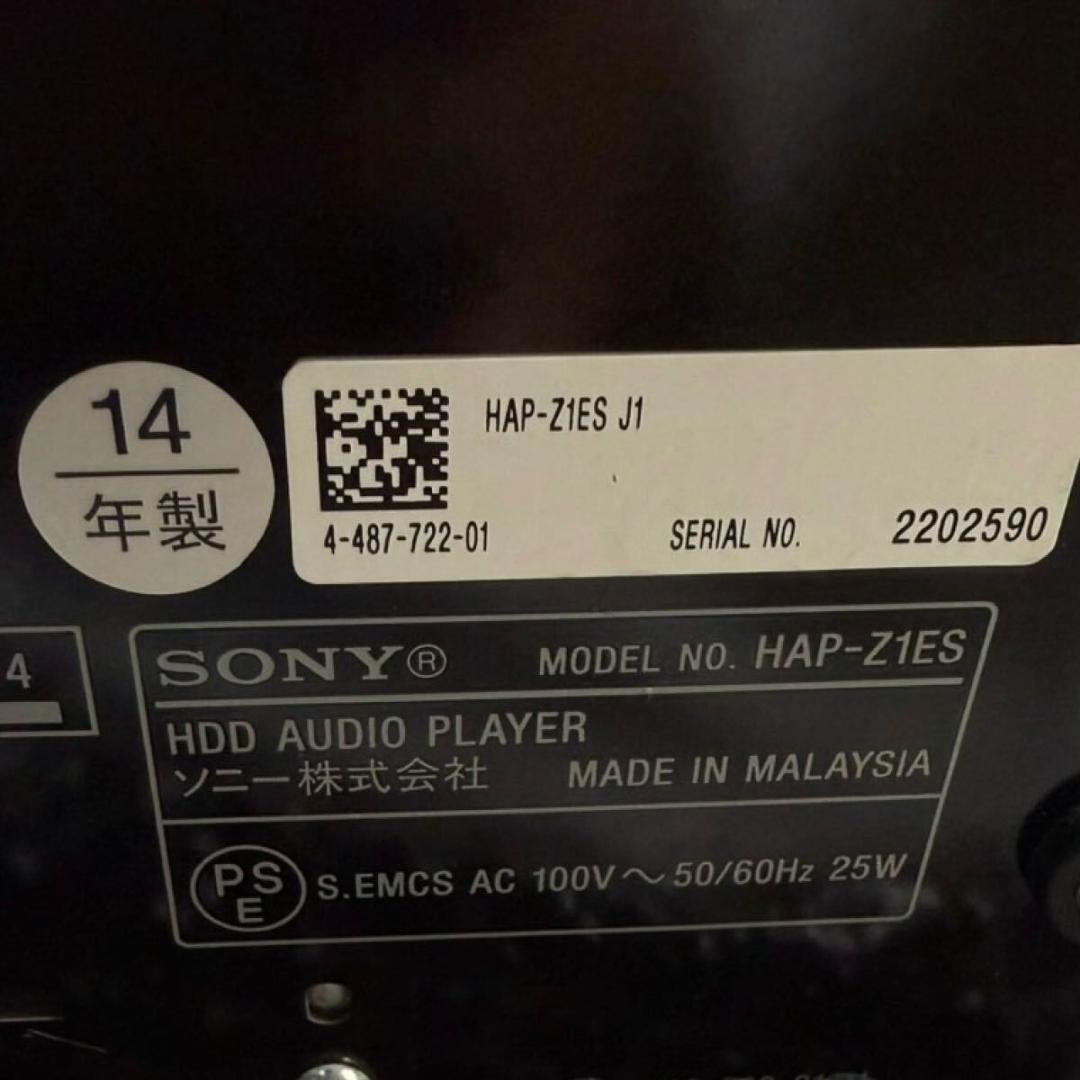 14
年製
HAP-Z1ES J1
4-487-722-01
SERIAL NO. 2202590
4
SONY® MODEL NO. HAP-Z1ES
HDD AUDIO PLAYER
ソニー株式会社 MADE IN MALAYSIA
PS
E
S.EMCS AC 100V～50/60Hz 25W